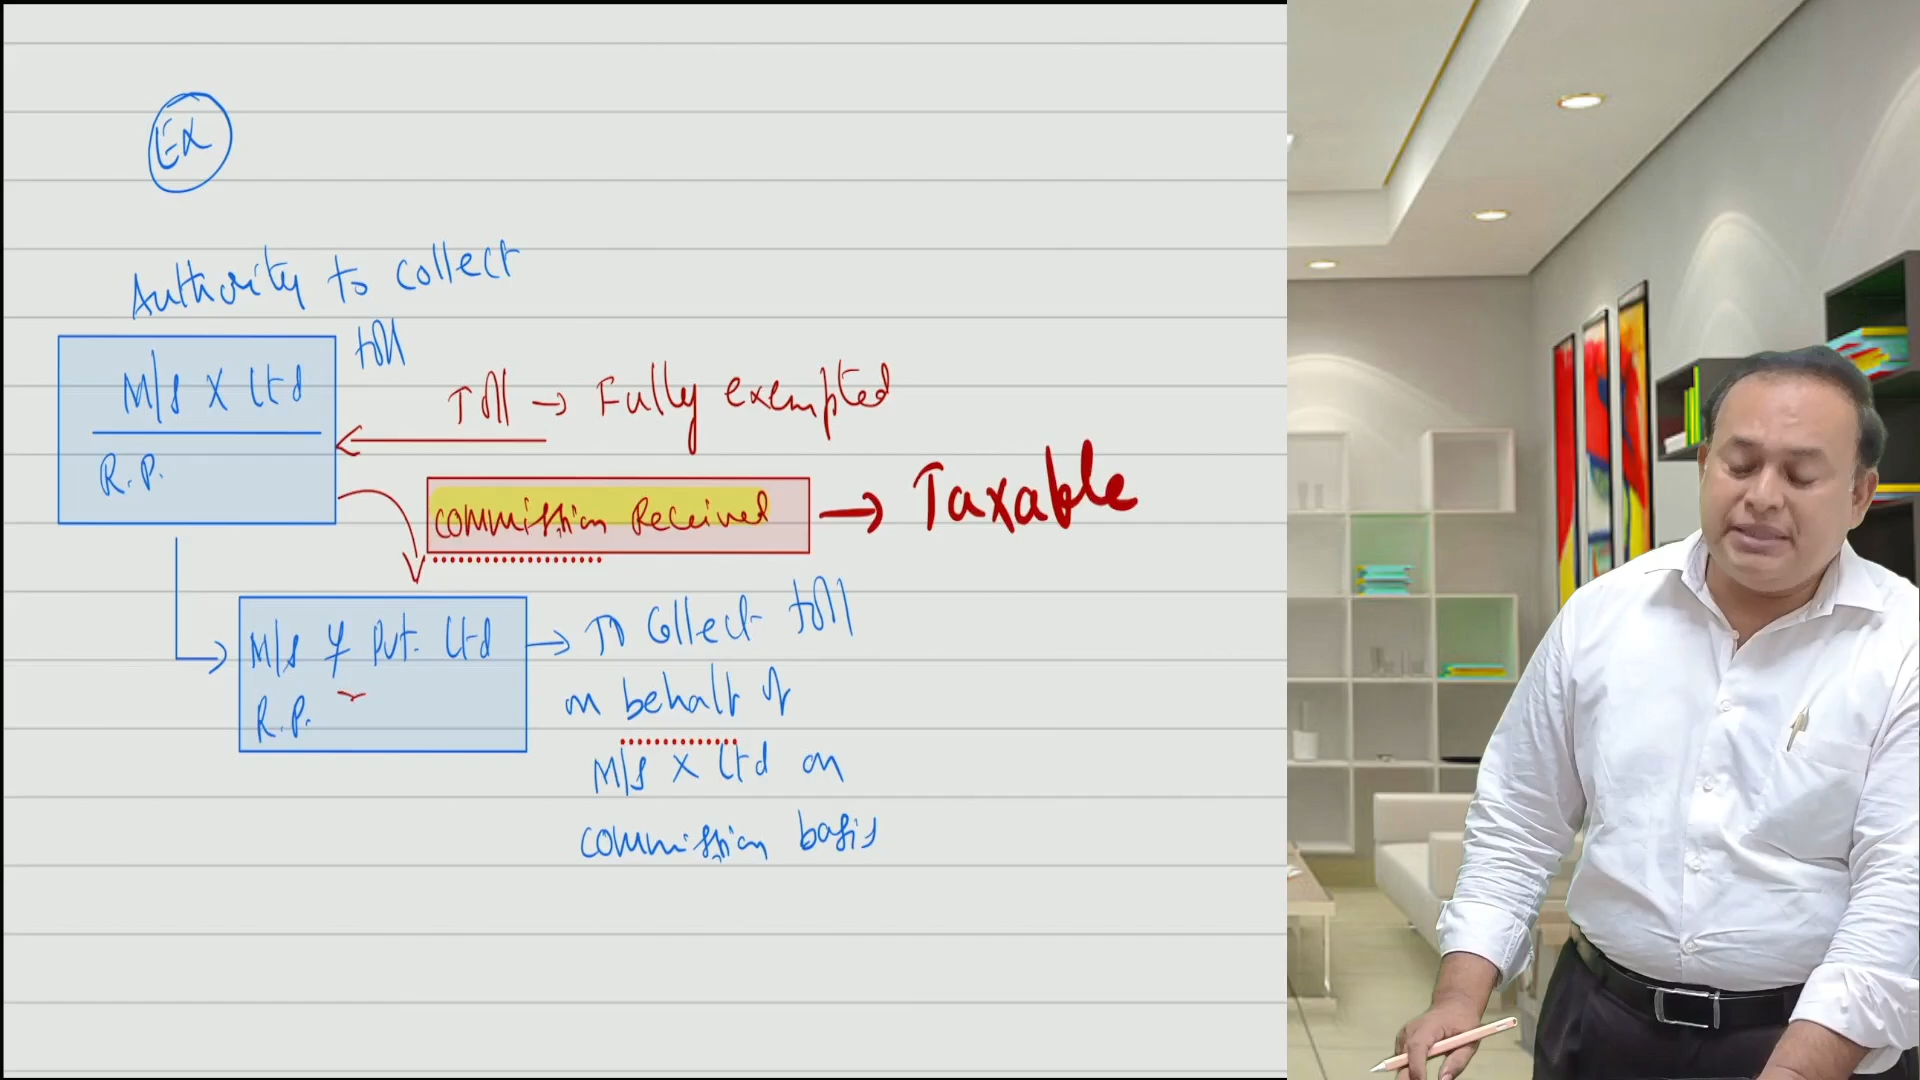 Ex
Authority to collect
toll
M/s X Ltd
R.P.
Toll → Fully exempted
Commission Received → Taxable
M/s Y Pvt. Ltd
R.P.
→ To Collect toll
on behalf of
M/s X Ltd on
Commission basis